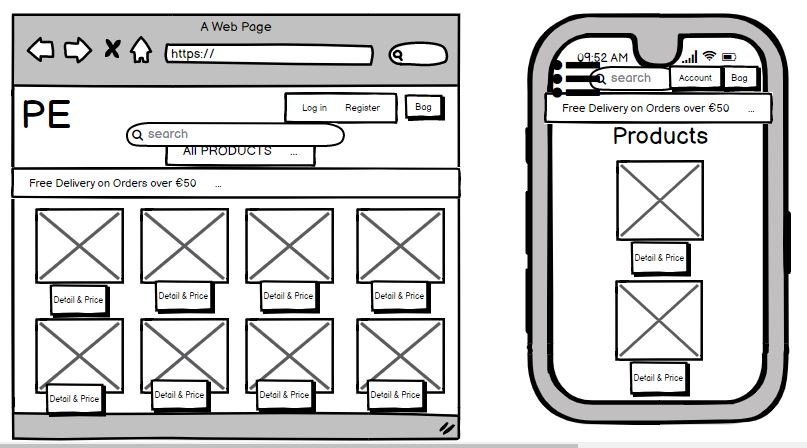 A Web Page
https://
PE
Log in Register
Bag
search
All PRODUCTS ...
Free Delivery on Orders over €50 ...
Detail & Price Detail & Price Detail & Price Detail & Price
Detail & Price Detail & Price Detail & Price Detail & Price
09:52 AM
search Account Bag
Free Delivery on Orders over €50 ...
Products
Detail & Price
Detail & Price